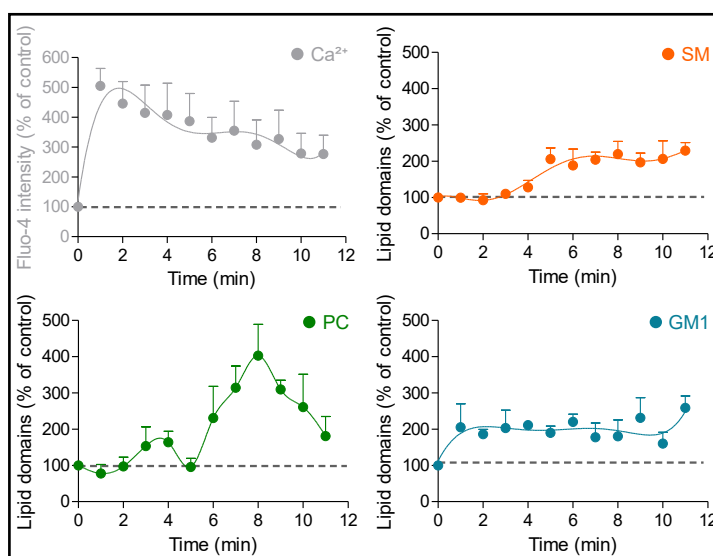 Fluo-4 intensity (% of control)
600
500
400
300
200
100
0
0 2 4 6 8 10 12
Time (min)
Ca²⁺
Lipid domains (% of control)
500
400
300
200
100
0
0 2 4 6 8 10 12
Time (min)
SM
Lipid domains (% of control)
500
400
300
200
100
0
0 2 4 6 8 10 12
Time (min)
PC
Lipid domains (% of control)
500
400
300
200
100
0
0 2 4 6 8 10 12
Time (min)
GM1